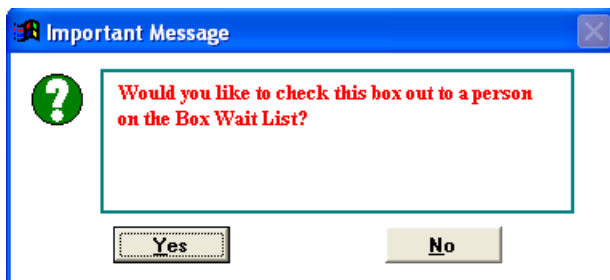 Important Message
Would you like to check this box out to a person
on the Box Wait List?
Yes
No